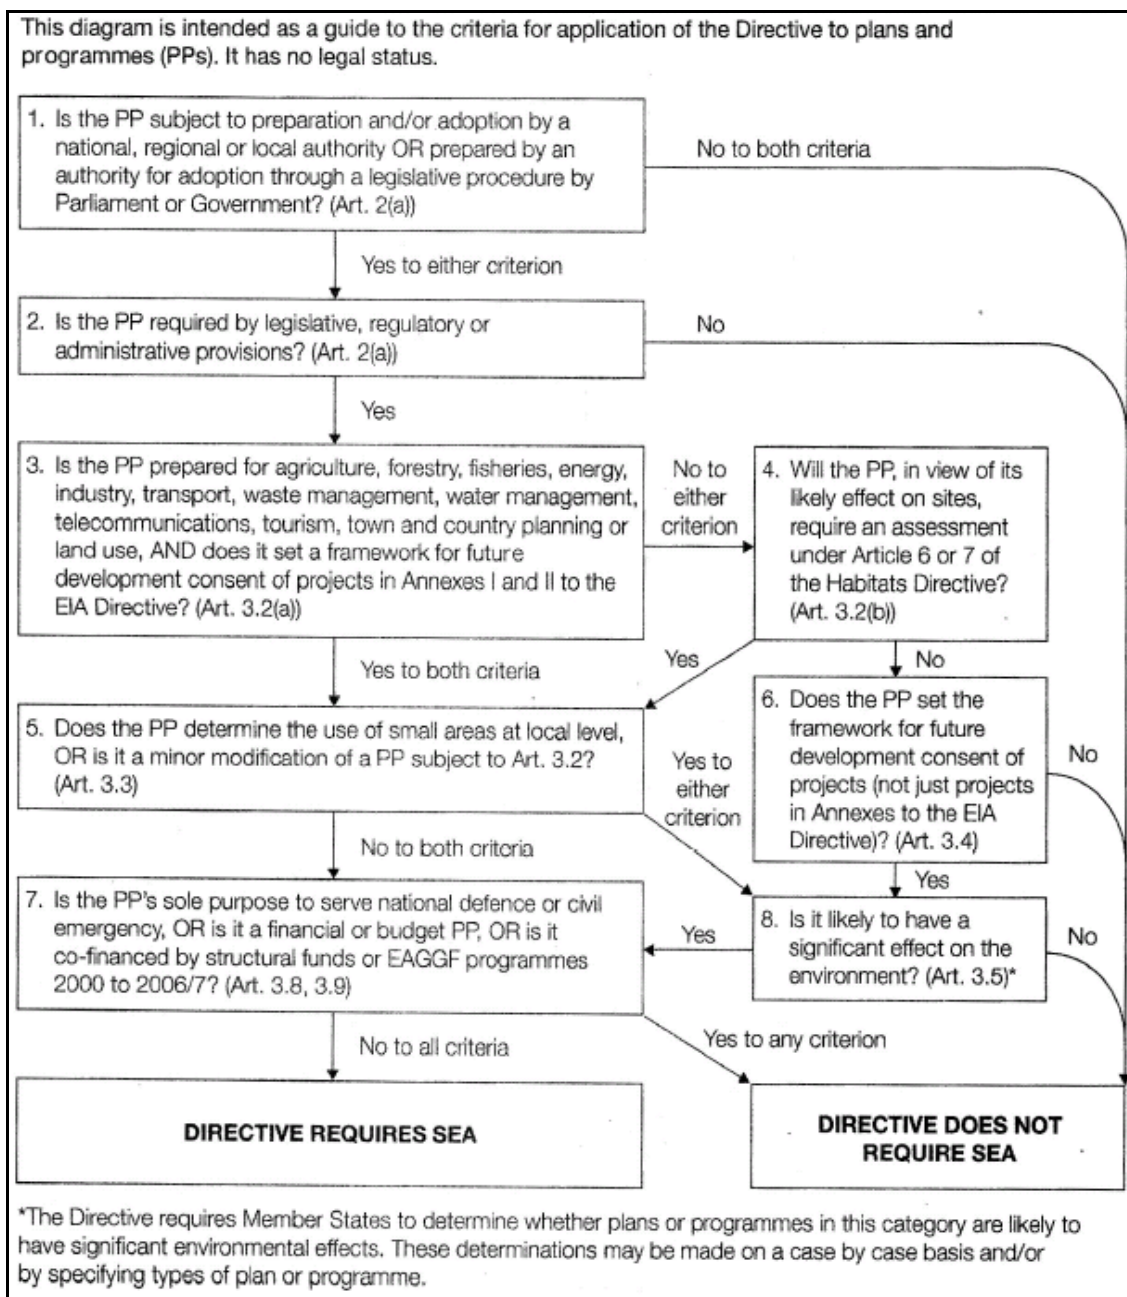 This diagram is intended as a guide to the criteria for application of the Directive to plans and
programmes (PPs). It has no legal status.
1. Is the PP subject to preparation and/or adoption by a
national, regional or local authority OR prepared by an
authority for adoption through a legislative procedure by
Parliament or Government? (Art. 2(a))
No to both criteria
Yes to either criterion
2. Is the PP required by legislative, regulatory or
administrative provisions? (Art. 2(a))
No
Yes
3. Is the PP prepared for agriculture, forestry, fisheries, energy,
industry, transport, waste management, water management,
telecommunications, tourism, town and country planning or
land use, AND does it set a framework for future
development consent of projects in Annexes I and II to the
EIA Directive? (Art. 3.2(a))
No to
either
criterion
4. Will the PP, in view of its
likely effect on sites,
require an assessment
under Article 6 or 7 of
the Habitats Directive?
(Art. 3.2(b))
Yes to both criteria
Yes
No
5. Does the PP determine the use of small areas at local level,
OR is it a minor modification of a PP subject to Art. 3.2?
(Art. 3.3)
Yes to
either
criterion
6. Does the PP set the
framework for future
development consent of
projects (not just projects
in Annexes to the EIA
Directive)? (Art. 3.4)
No
No to both criteria
Yes
7. Is the PP's sole purpose to serve national defence or civil
emergency, OR is it a financial or budget PP, OR is it
co-financed by structural funds or EAGGF programmes
2000 to 2006/7? (Art. 3.8, 3.9)
Yes
8. Is it likely to have a
significant effect on the
environment? (Art. 3.5)*
No
No to all criteria
Yes to any criterion
DIRECTIVE REQUIRES SEA
DIRECTIVE DOES NOT
REQUIRE SEA
*The Directive requires Member States to determine whether plans or programmes in this category are likely to
have significant environmental effects. These determinations may be made on a case by case basis and/or
by specifying types of plan or programme.